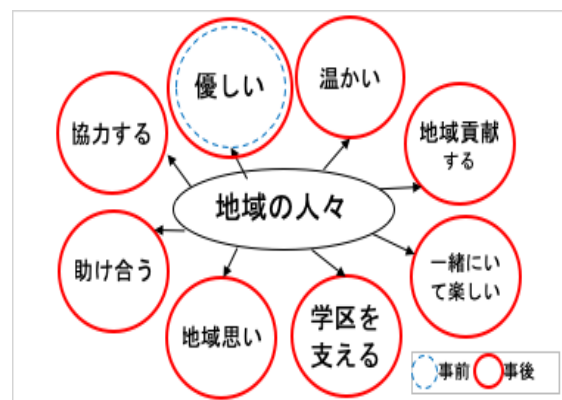 優しい
温かい
協力する
地域貢献
する
地域の人々
助け合う
一緒にい
て楽しい
地域思い
学区を
支える
事前
事後